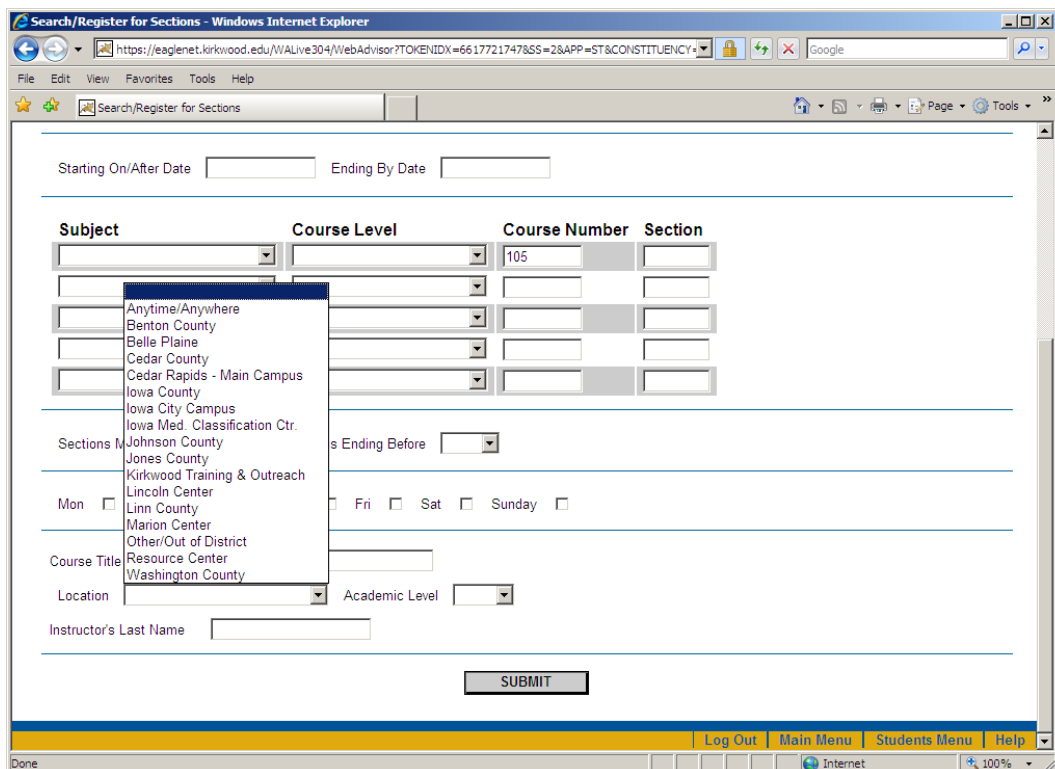 Search/Register for Sections - Windows Internet Explorer
https://eaglenet.kirkwood.edu/WALive304/WebAdvisor?TOKENIDX=6617721747&SS=2&APP=ST&CONSTITUENCY= Google
File Edit View Favorites Tools Help
Search/Register for Sections Page Tools »
Starting On/After Date Ending By Date
Subject Course Level Course Number Section
105
Anytime/Anywhere
Benton County
Belle Plaine
Cedar County
Cedar Rapids - Main Campus
Iowa County
Iowa City Campus
Iowa Med. Classification Ctr.
Sections M Johnson County s Ending Before
Jones County
Kirkwood Training & Outreach
Lincoln Center
Mon Fri Sat Sunday
Linn County
Marion Center
Other/Out of District
Course Title Resource Center
Washington County
Location Academic Level
Instructor's Last Name
SUBMIT
Log Out | Main Menu | Students Menu | Help
Done Internet 100%